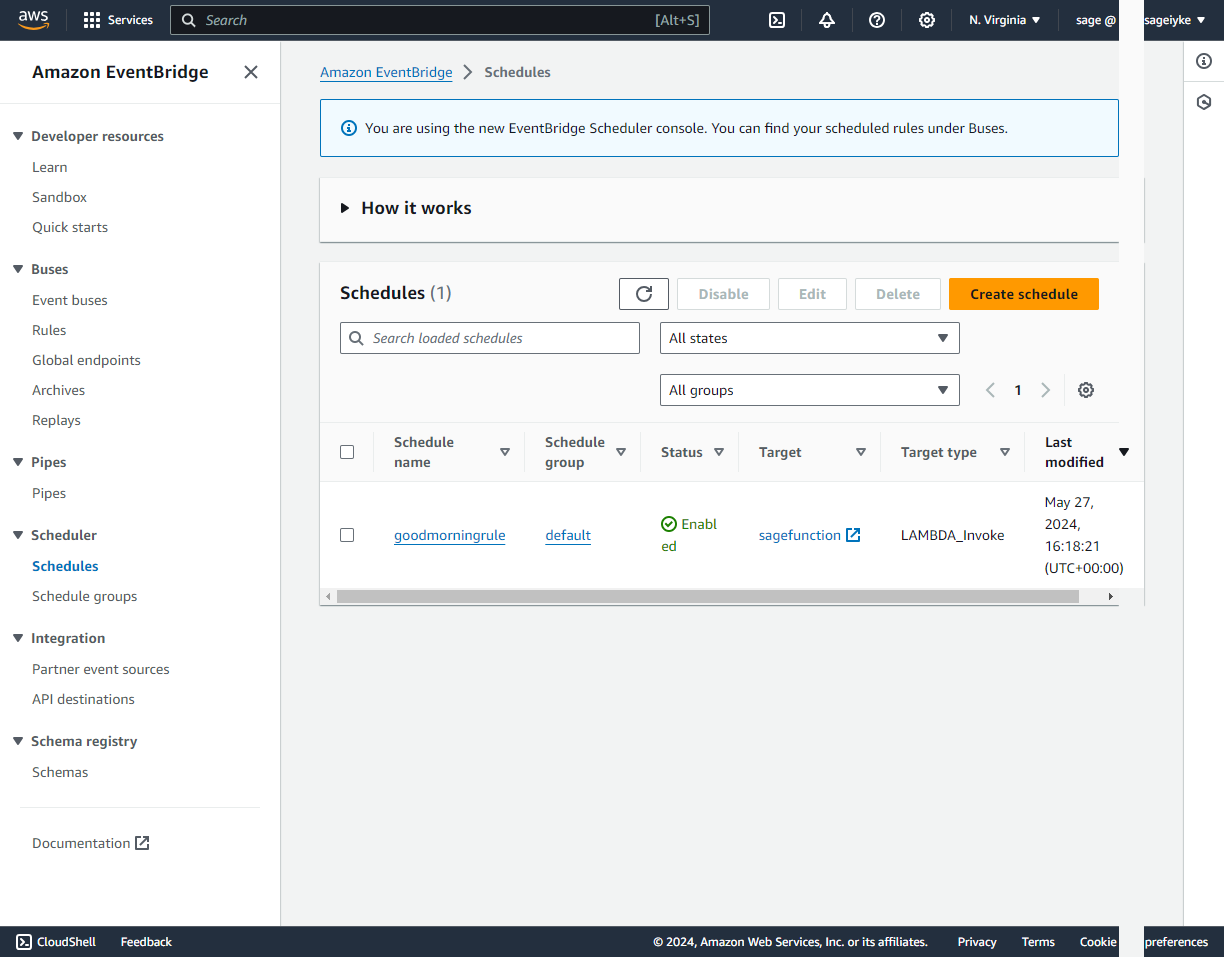 aws
Services
Search
[Alt+S]
N. Virginia
sage @
sageiyke
Amazon EventBridge
Developer resources
Learn
Sandbox
Quick starts
Buses
Event buses
Rules
Global endpoints
Archives
Replays
Pipes
Pipes
Scheduler
Schedules
Schedule groups
Integration
Partner event sources
API destinations
Schema registry
Schemas
Documentation
Amazon EventBridge > Schedules
You are using the new EventBridge Scheduler console. You can find your scheduled rules under Buses.
How it works
Schedules (1)
Disable
Edit
Delete
Create schedule
Search loaded schedules
All states
All groups
1
Schedule
name
Schedule
group
Status
Target
Target type
Last
modified
goodmorningrule
default
Enabl
ed
sagefunction
LAMBDA_Invoke
May 27,
2024,
16:18:21
(UTC+00:00)
CloudShell
Feedback
© 2024, Amazon Web Services, Inc. or its affiliates.
Privacy
Terms
Cookie preferences